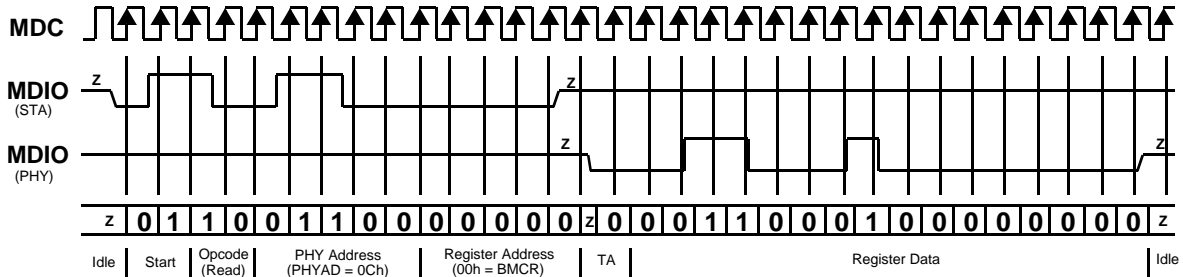 MDC
z
MDIO
(STA)
z
MDIO
(PHY)
z
z
z 0 1 1 0 0 1 1 0 0 0 0 0 0 0 z 0 0 0 1 1 0 0 0 1 0 0 0 0 0 0 0 0 z
Idle
Start
Opcode
(Read)
PHY Address
(PHYAD = 0Ch)
Register Address
(00h = BMCR)
TA
Register Data
Idle